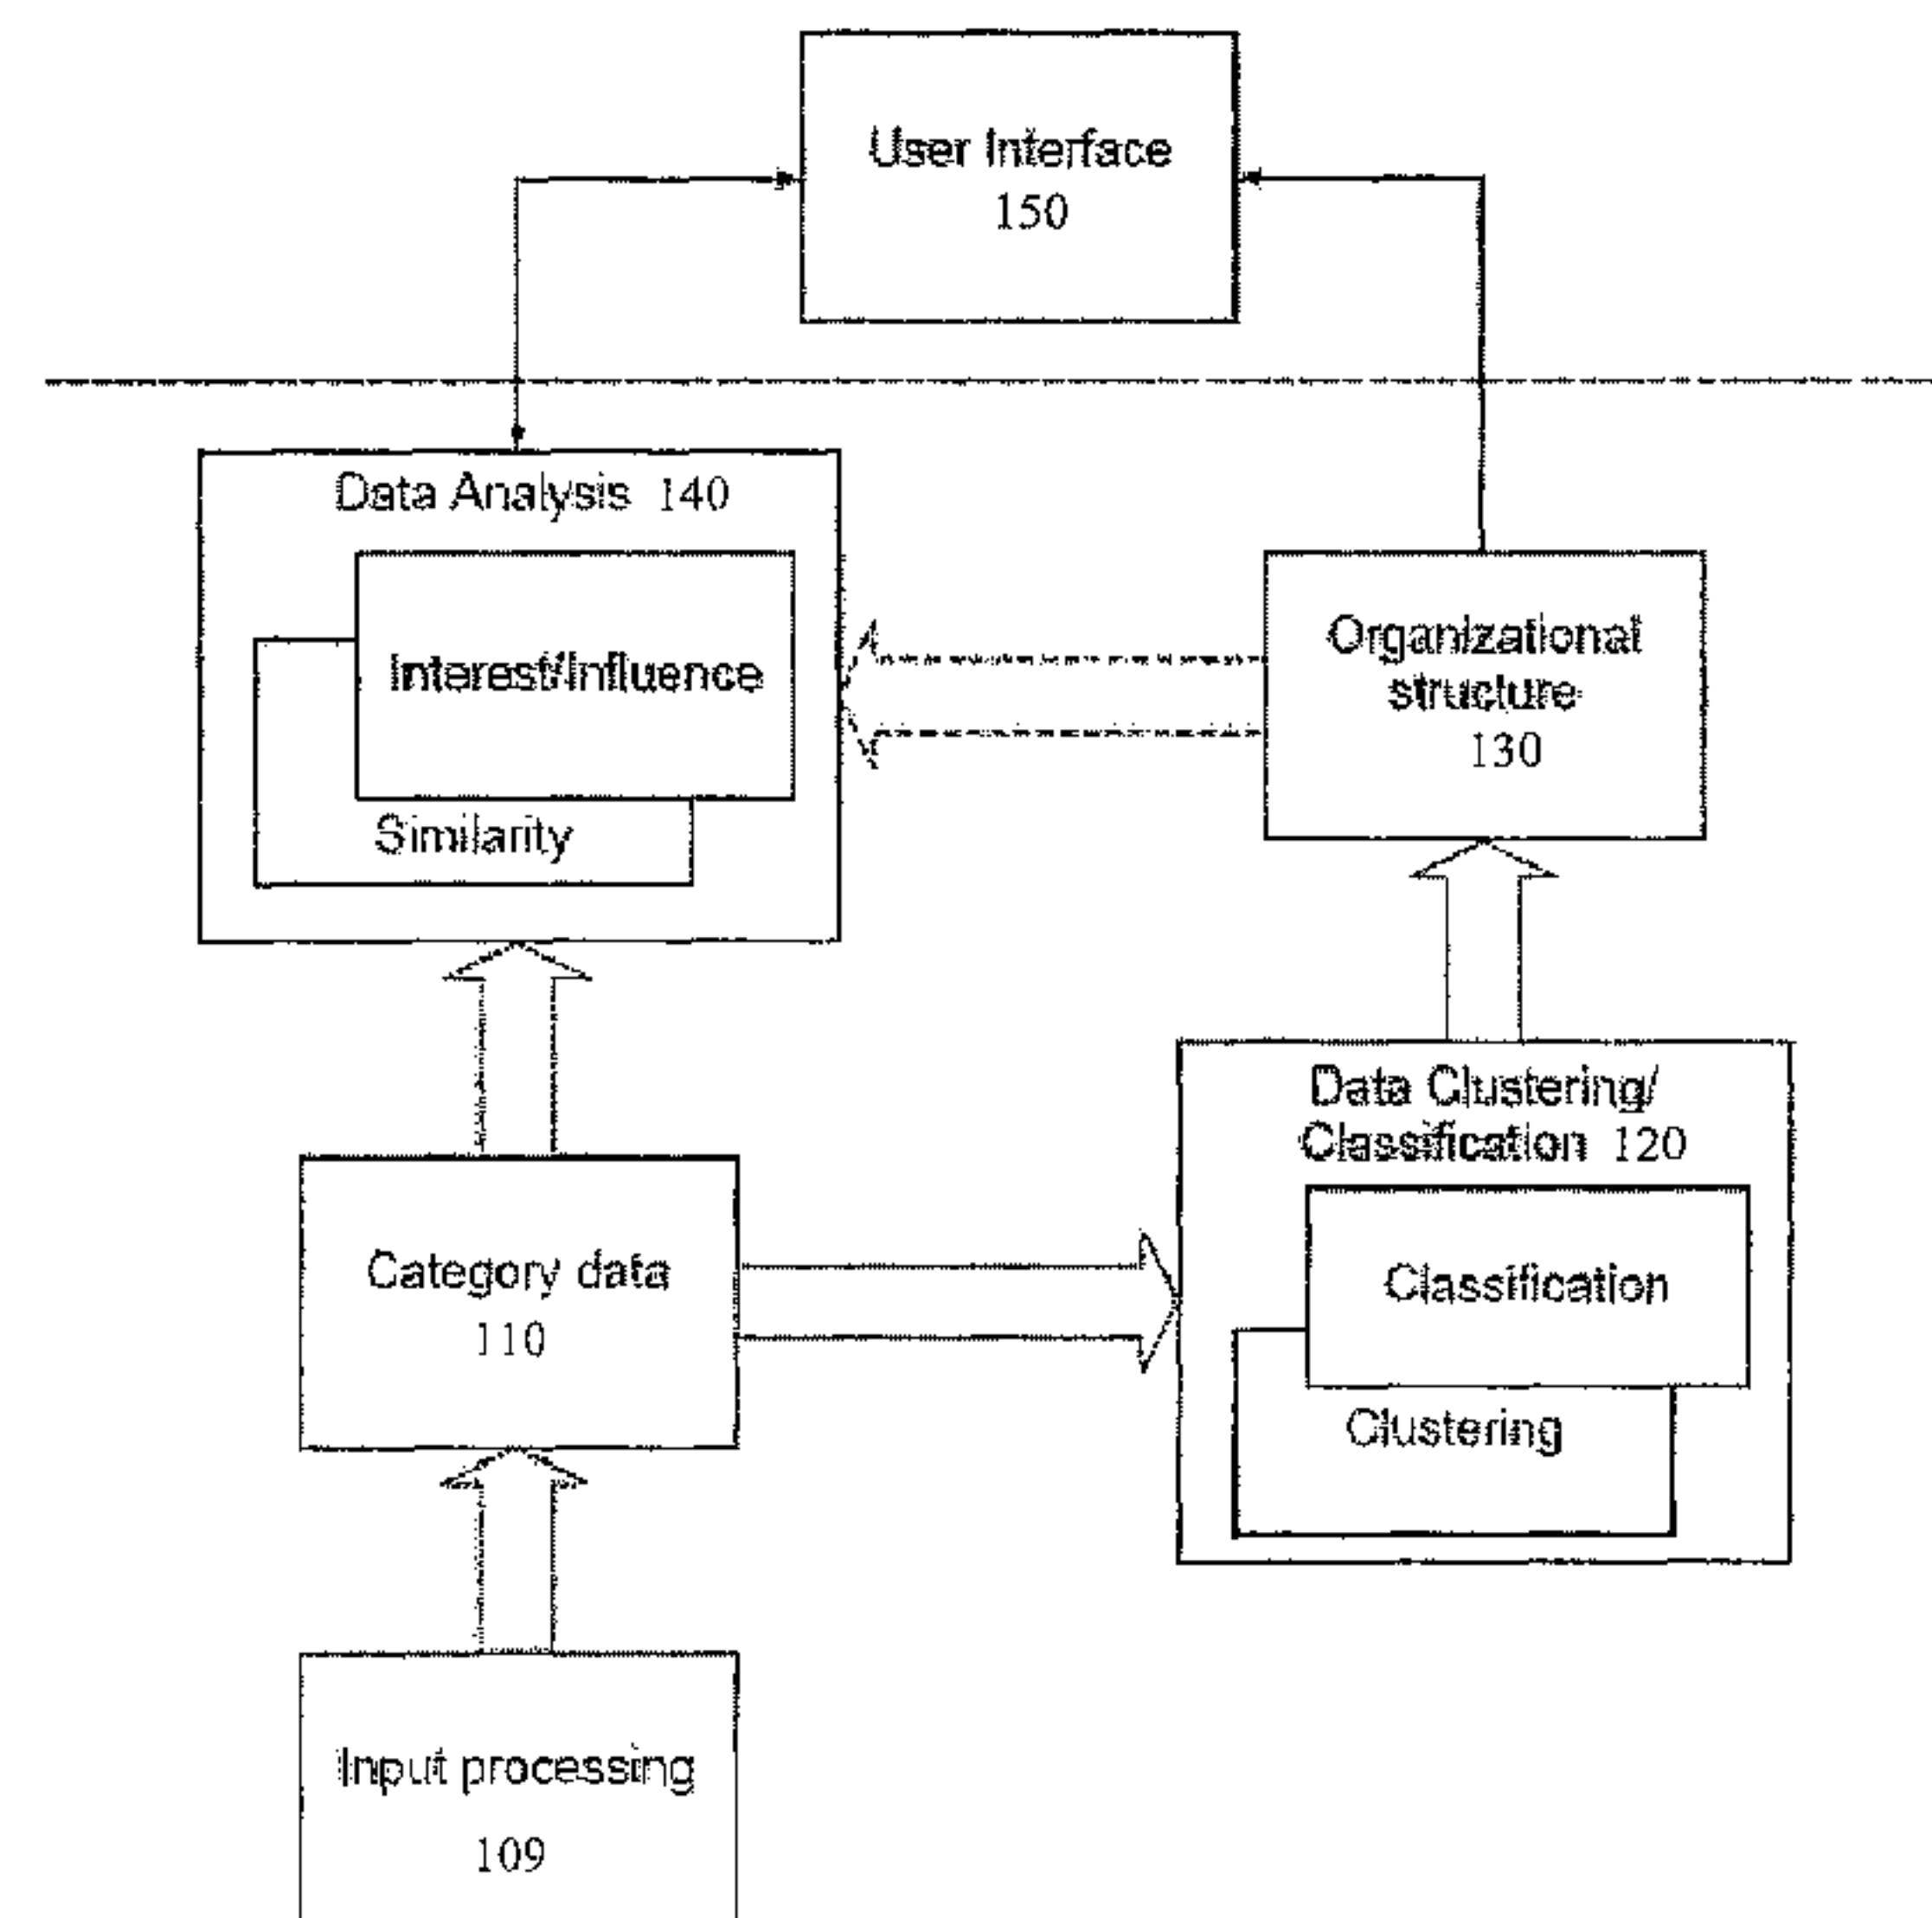 User Interface
150
Data Analysis 140
Interest/Influence
Similarity
Organizational
structure
130
Data Clustering/
Classification 120
Classification
Clustering
Category data
110
Input processing
109